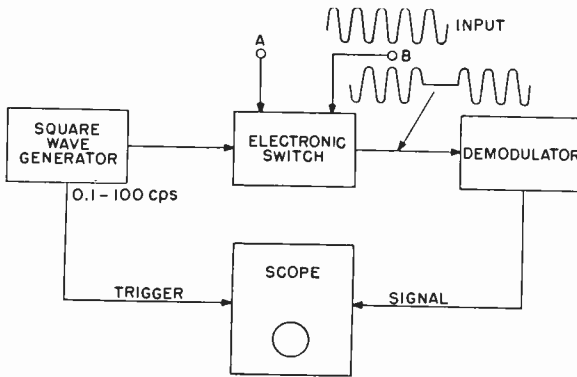 INPUT
A
B
SQUARE
WAVE
GENERATOR
ELECTRONIC
SWITCH
DEMODULATOR
0.1-100 cps
SCOPE
TRIGGER
SIGNAL